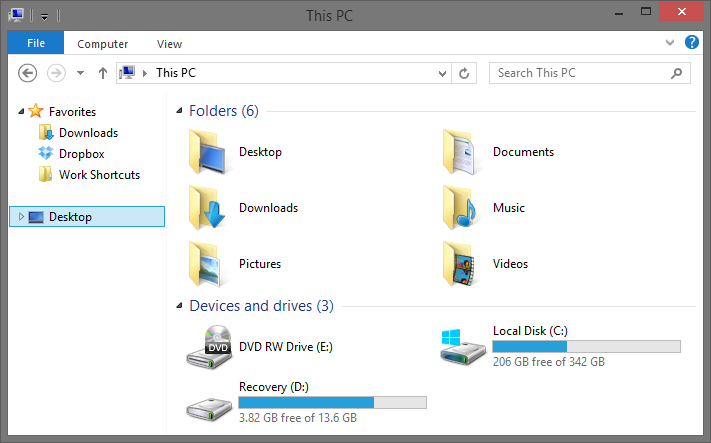 This PC
File
Computer
View
This PC
Search This PC
Favorites
Downloads
Dropbox
Work Shortcuts
Desktop
Folders (6)
Desktop
Documents
Downloads
Music
Pictures
Videos
Devices and drives (3)
DVD
DVD RW Drive (E:)
Local Disk (C:)
206 GB free of 342 GB
Recovery (D:)
3.82 GB free of 13.6 GB